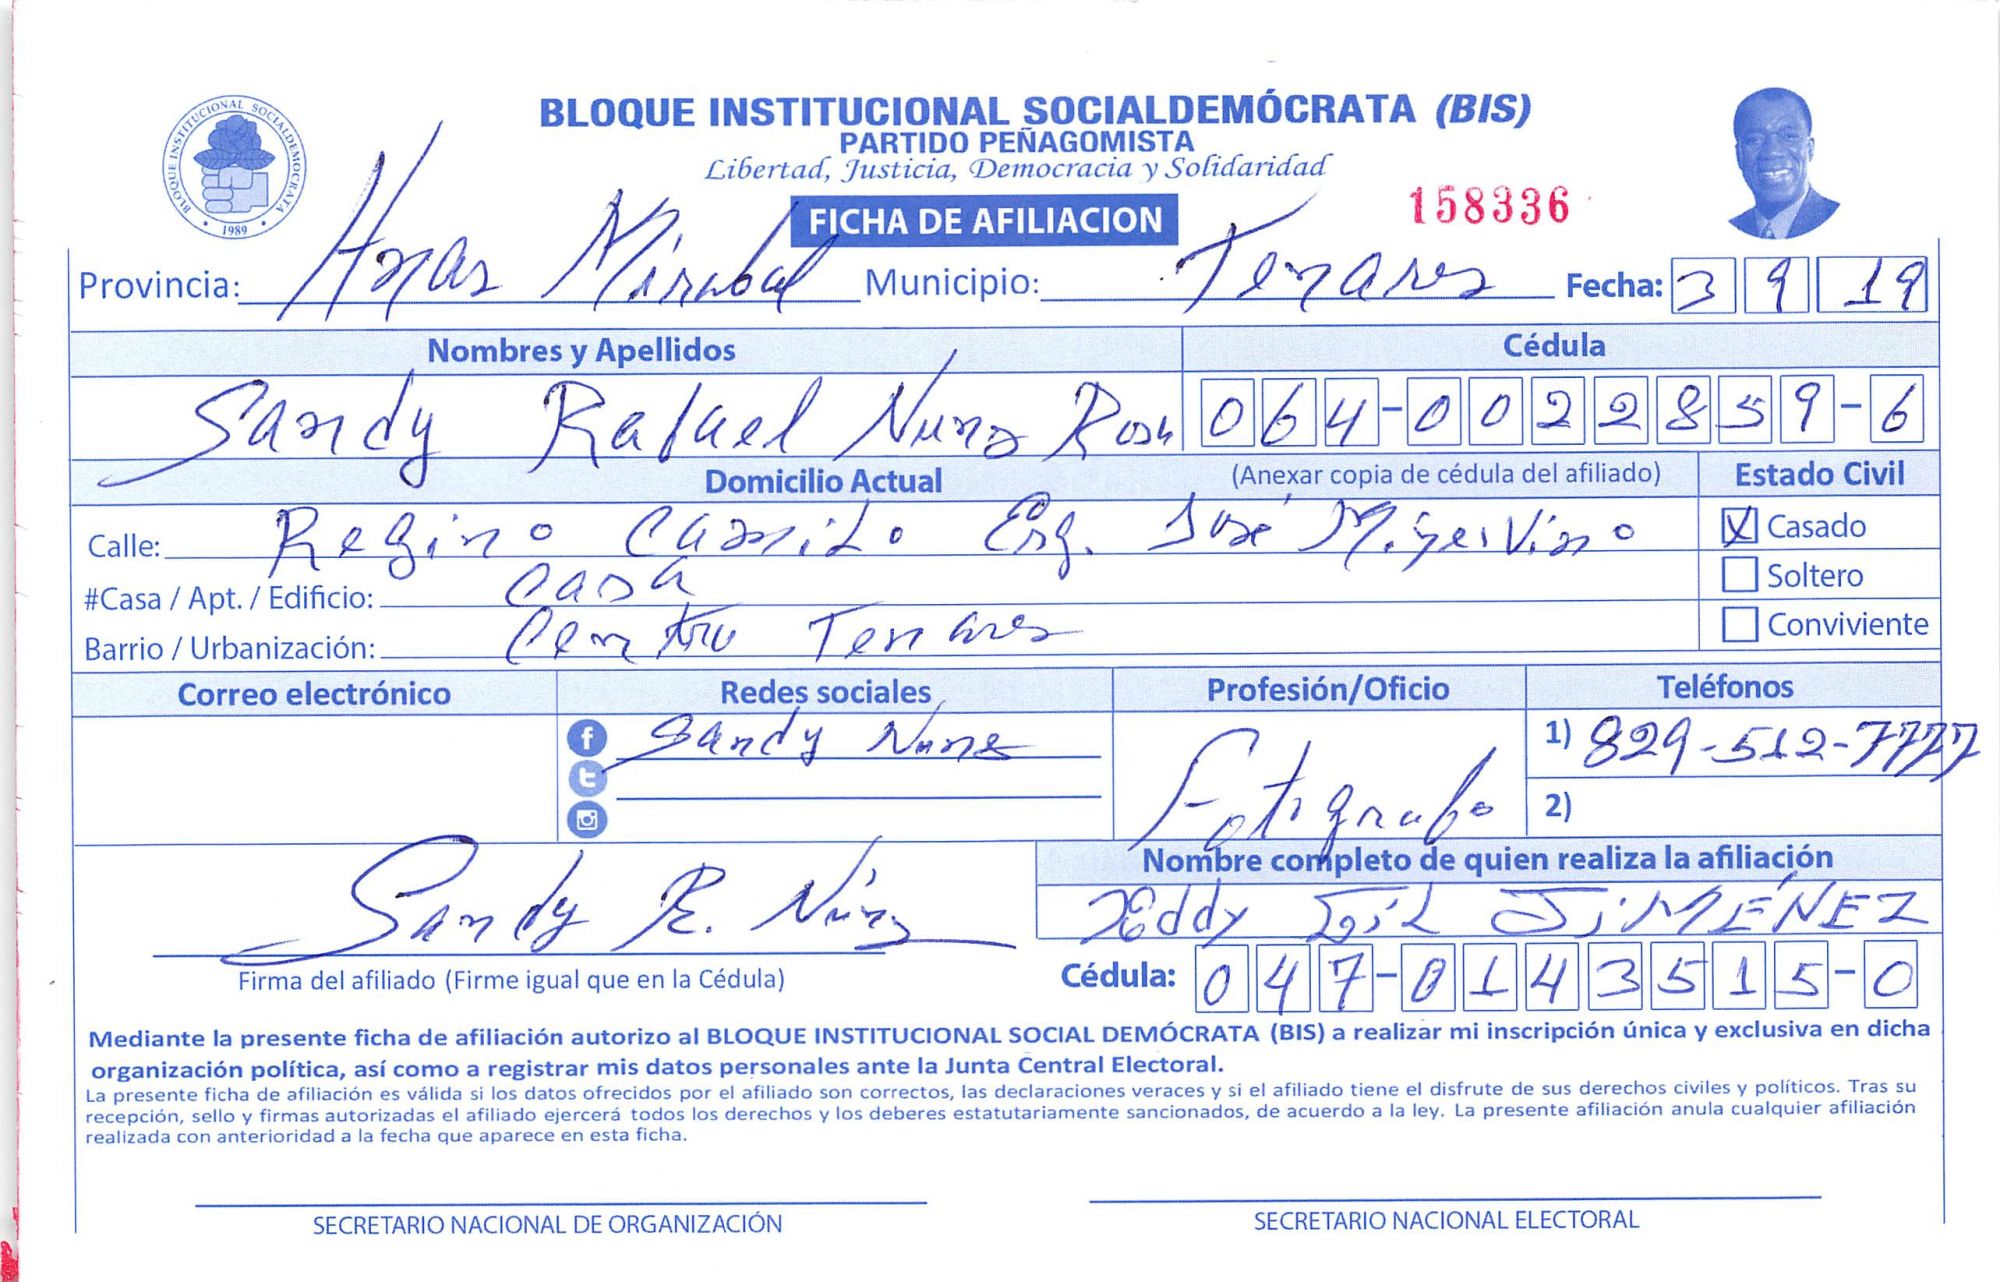 BLOQUE INSTITUCIONAL SOCIALDEMÓCRATA (BIS)
PARTIDO PEÑAGOMISTA
Libertad, Justicia, Democracia y Solidaridad
BLOQUE INSTITUCIONAL SOCIALDEMOCRATA
1989
FICHA DE AFILIACION
158336
Provincia: Hnas Mirabal Municipio: Tenares Fecha: 3 9 19
Nombres y Apellidos Cédula
Sandy Rafael Nuñez 064-0022859-6
Domicilio Actual (Anexar copia de cédula del afiliado) Estado Civil
Calle: Regino Camilo Esq. José X Casado
#Casa / Apt. / Edificio: Casa Soltero
Barrio / Urbanización: Centro Tenares Conviviente
Correo electrónico Redes sociales Profesión/Oficio Teléfonos
Sandy Nunez Fotografo 1) 829-512-7777
2)
Nombre completo de quien realiza la afiliación
Sandy R. Núñez Gil JiMÉNEZ
Firma del afiliado (Firme igual que en la Cédula) Cédula: 047-0143515-0
Mediante la presente ficha de afiliación autorizo al BLOQUE INSTITUCIONAL SOCIAL DEMÓCRATA (BIS) a realizar mi inscripción única y exclusiva en dicha
organización política, así como a registrar mis datos personales ante la Junta Central Electoral.
La presente ficha de afiliación es válida si los datos ofrecidos por el afiliado son correctos, las declaraciones veraces y si el afiliado tiene el disfrute de sus derechos civiles y políticos. Tras su
recepción, sello y firmas autorizadas el afiliado ejercerá todos los derechos y los deberes estatutariamente sancionados, de acuerdo a la ley. La presente afiliación anula cualquier afiliación
realizada con anterioridad a la fecha que aparece en esta ficha.
SECRETARIO NACIONAL DE ORGANIZACIÓN SECRETARIO NACIONAL ELECTORAL